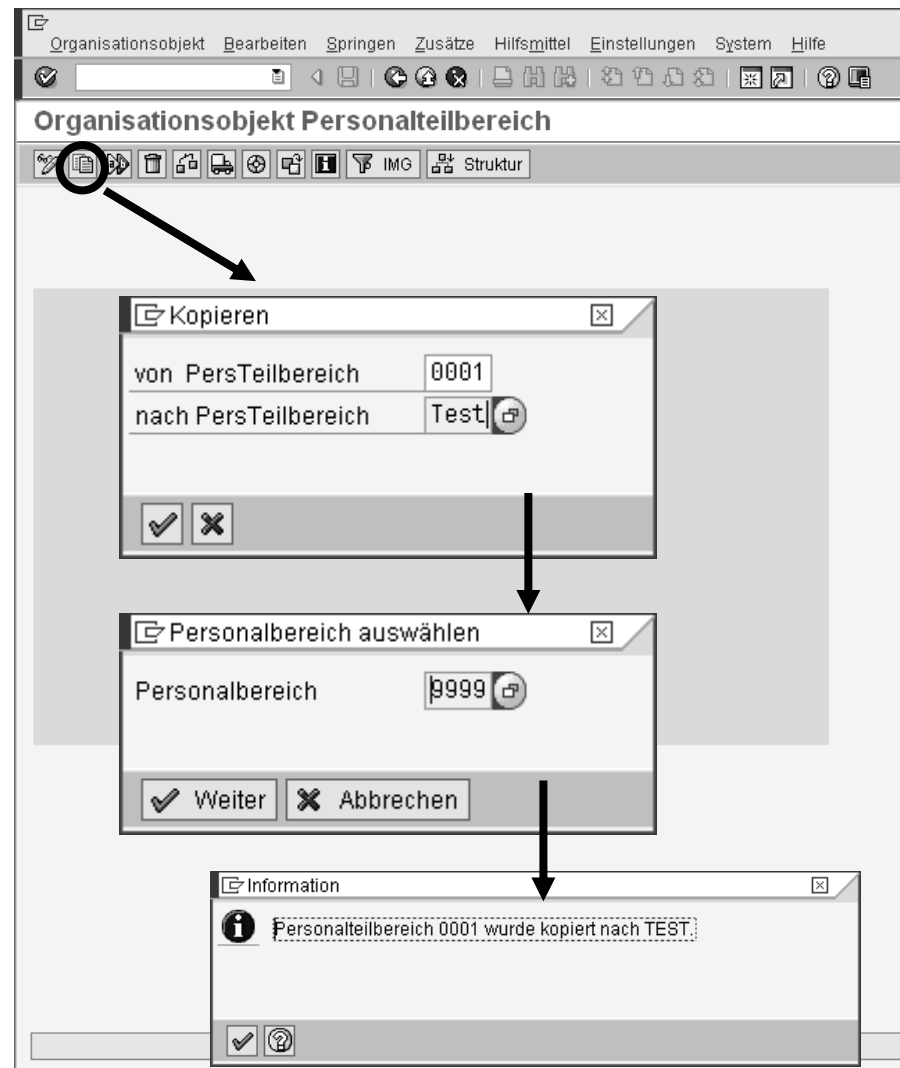 Organisationsobjekt Bearbeiten Springen Zusätze Hilfsmittel Einstellungen System Hilfe
Organisationsobjekt Personalteilbereich
IMG Struktur
Kopieren
von PersTeilbereich 0001
nach PersTeilbereich Test
Personalbereich auswählen
Personalbereich 9999
Weiter Abbrechen
Information
Personalteilbereich 0001 wurde kopiert nach TEST.